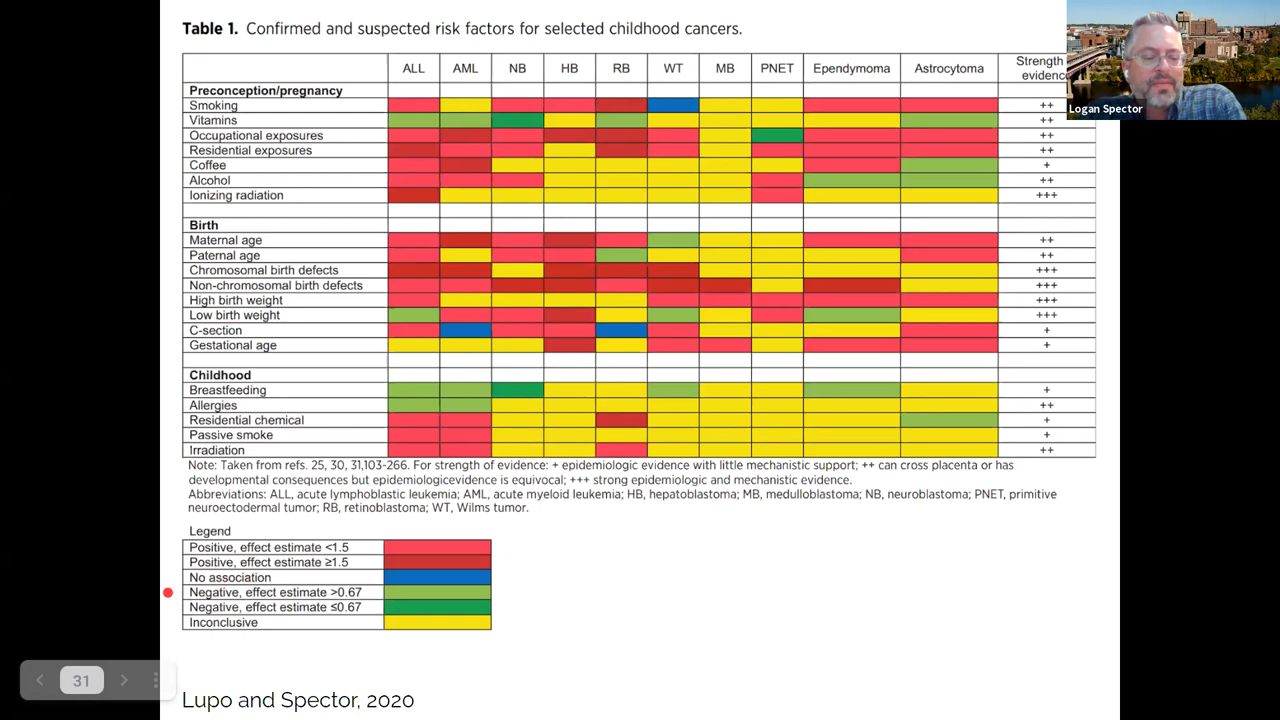 Table 1. Confirmed and suspected risk factors for selected childhood cancers.
ALL AML NB HB RB WT MB PNET Ependymoma Astrocytoma Strength
evidenc
Preconception/pregnancy
Smoking ++
Vitamins ++
Occupational exposures ++
Residential exposures ++
Coffee +
Alcohol ++
Ionizing radiation +++
Birth
Maternal age ++
Paternal age ++
Chromosomal birth defects +++
Non-chromosomal birth defects +++
High birth weight +++
Low birth weight +++
C-section +
Gestational age +
Childhood
Breastfeeding +
Allergies ++
Residential chemical +
Passive smoke +
Irradiation ++
Note: Taken from refs. 25, 30, 31,103-266. For strength of evidence: + epidemiologic evidence with little mechanistic support; ++ can cross placenta or has
developmental consequences but epidemiologicevidence is equivocal; +++ strong epidemiologic and mechanistic evidence.
Abbreviations: ALL, acute lymphoblastic leukemia; AML, acute myeloid leukemia; HB, hepatoblastoma; MB, medulloblastoma; NB, neuroblastoma; PNET, primitive
neuroectodermal tumor; RB, retinoblastoma; WT, Wilms tumor.
Legend
Positive, effect estimate <1.5
Positive, effect estimate ≥1.5
No association
Negative, effect estimate >0.67
Negative, effect estimate ≤0.67
Inconclusive
31
Lupo and Spector, 2020
Logan Spector